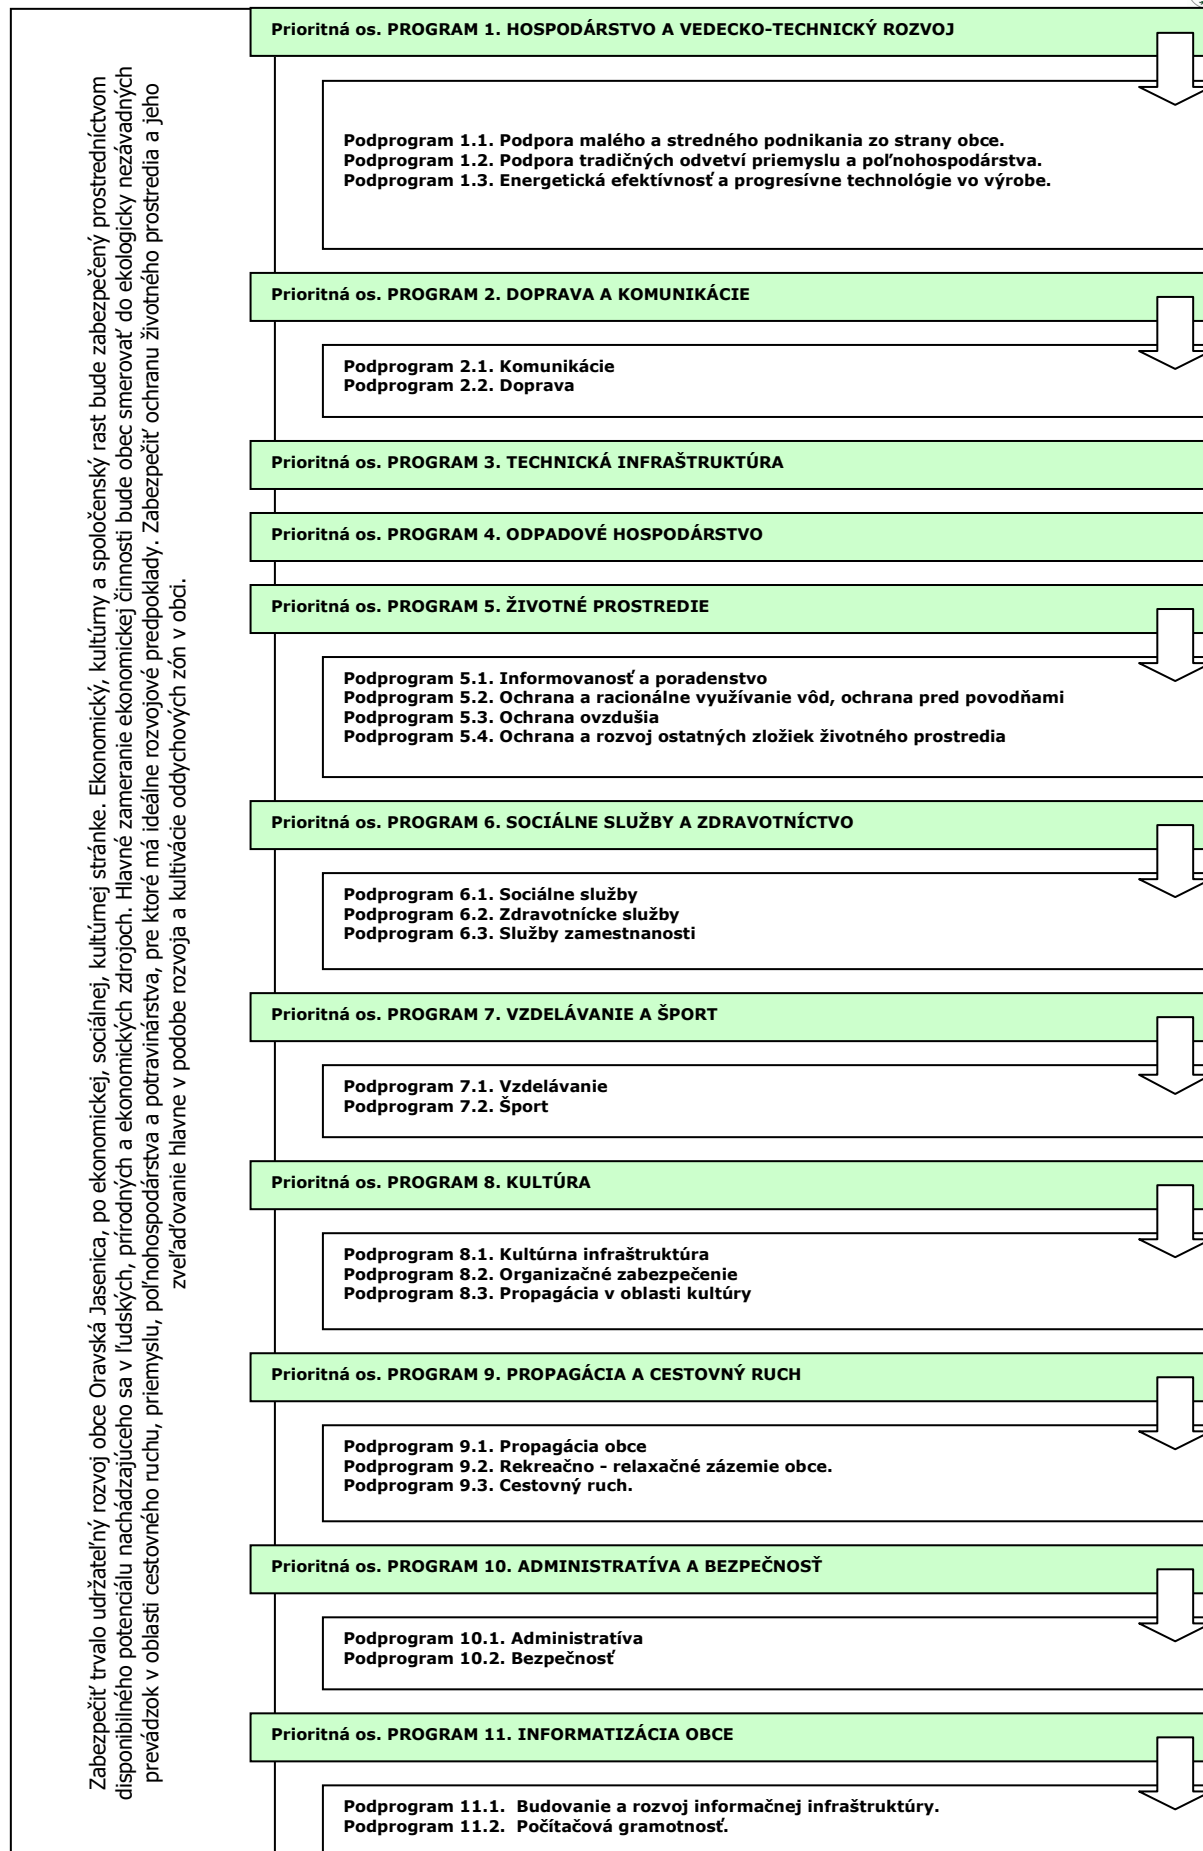 Zabezpečiť trvalo udržateľný rozvoj obce Oravská Jasenica, po ekonomickej, sociálnej, kultúrnej stránke. Ekonomický, kultúrny a spoločenský rast bude zabezpečený prostredníctvom
disponibilného potenciálu nachádzajúceho sa v ľudských, prírodných a ekonomických zdrojoch. Hlavné zameranie ekonomickej činnosti bude obec smerovať do ekologicky nezávadných
prevádzok v oblasti cestovného ruchu, priemyslu, poľnohospodárstva a potravinárstva, pre ktoré má ideálne rozvojové predpoklady. Zabezpečiť ochranu životného prostredia a jeho
zveľaďovanie hlavne v podobe rozvoja a kultivácie oddychových zón v obci.
Prioritná os. PROGRAM 1. HOSPODÁRSTVO A VEDECKO-TECHNICKÝ ROZVOJ
Podprogram 1.1. Podpora malého a stredného podnikania zo strany obce.
Podprogram 1.2. Podpora tradičných odvetví priemyslu a poľnohospodárstva.
Podprogram 1.3. Energetická efektívnosť a progresívne technológie vo výrobe.
Prioritná os. PROGRAM 2. DOPRAVA A KOMUNIKÁCIE
Podprogram 2.1. Komunikácie
Podprogram 2.2. Doprava
Prioritná os. PROGRAM 3. TECHNICKÁ INFRAŠTRUKTÚRA
Prioritná os. PROGRAM 4. ODPADOVÉ HOSPODÁRSTVO
Prioritná os. PROGRAM 5. ŽIVOTNÉ PROSTREDIE
Podprogram 5.1. Informovanosť a poradenstvo
Podprogram 5.2. Ochrana a racionálne využívanie vôd, ochrana pred povodňami
Podprogram 5.3. Ochrana ovzdušia
Podprogram 5.4. Ochrana a rozvoj ostatných zložiek životného prostredia
Prioritná os. PROGRAM 6. SOCIÁLNE SLUŽBY A ZDRAVOTNÍCTVO
Podprogram 6.1. Sociálne služby
Podprogram 6.2. Zdravotnícke služby
Podprogram 6.3. Služby zamestnanosti
Prioritná os. PROGRAM 7. VZDELÁVANIE A ŠPORT
Podprogram 7.1. Vzdelávanie
Podprogram 7.2. Šport
Prioritná os. PROGRAM 8. KULTÚRA
Podprogram 8.1. Kultúrna infraštruktúra
Podprogram 8.2. Organizačné zabezpečenie
Podprogram 8.3. Propagácia v oblasti kultúry
Prioritná os. PROGRAM 9. PROPAGÁCIA A CESTOVNÝ RUCH
Podprogram 9.1. Propagácia obce
Podprogram 9.2. Rekreačno - relaxačné zázemie obce.
Podprogram 9.3. Cestovný ruch.
Prioritná os. PROGRAM 10. ADMINISTRATÍVA A BEZPEČNOSŤ
Podprogram 10.1. Administratíva
Podprogram 10.2. Bezpečnosť
Prioritná os. PROGRAM 11. INFORMATIZÁCIA OBCE
Podprogram 11.1. Budovanie a rozvoj informačnej infraštruktúry.
Podprogram 11.2. Počítačová gramotnosť.